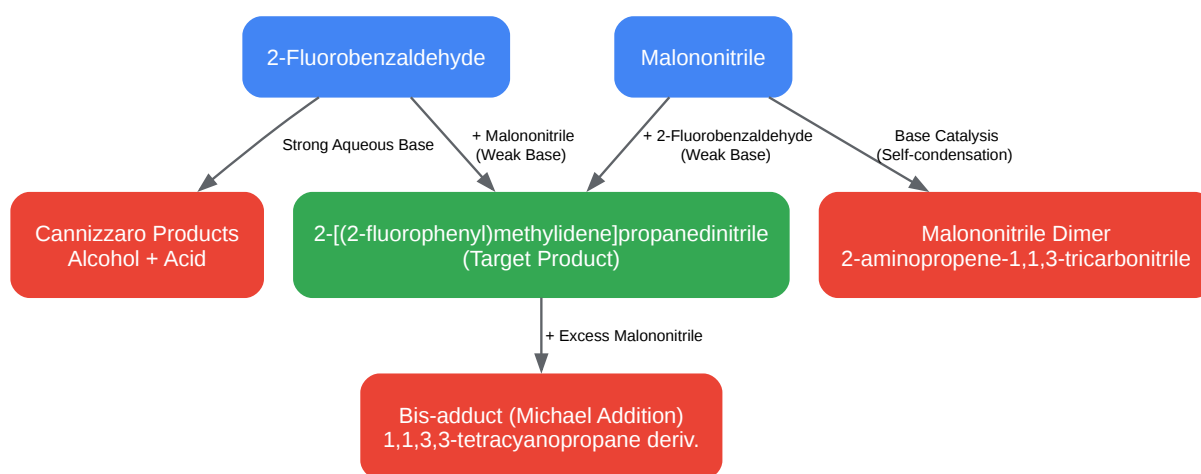 2-Fluorobenzaldehyde
Malononitrile
Strong Aqueous Base
+ Malononitrile
(Weak Base)
+ 2-Fluorobenzaldehyde
(Weak Base)
Base Catalysis
(Self-condensation)
Cannizzaro Products
Alcohol + Acid
2-[(2-fluorophenyl)methylidene]propanedinitrile
(Target Product)
Malononitrile Dimer
2-aminopropene-1,1,3-tricarbonitrile
+ Excess Malononitrile
Bis-adduct (Michael Addition)
1,1,3,3-tetracyanopropane deriv.